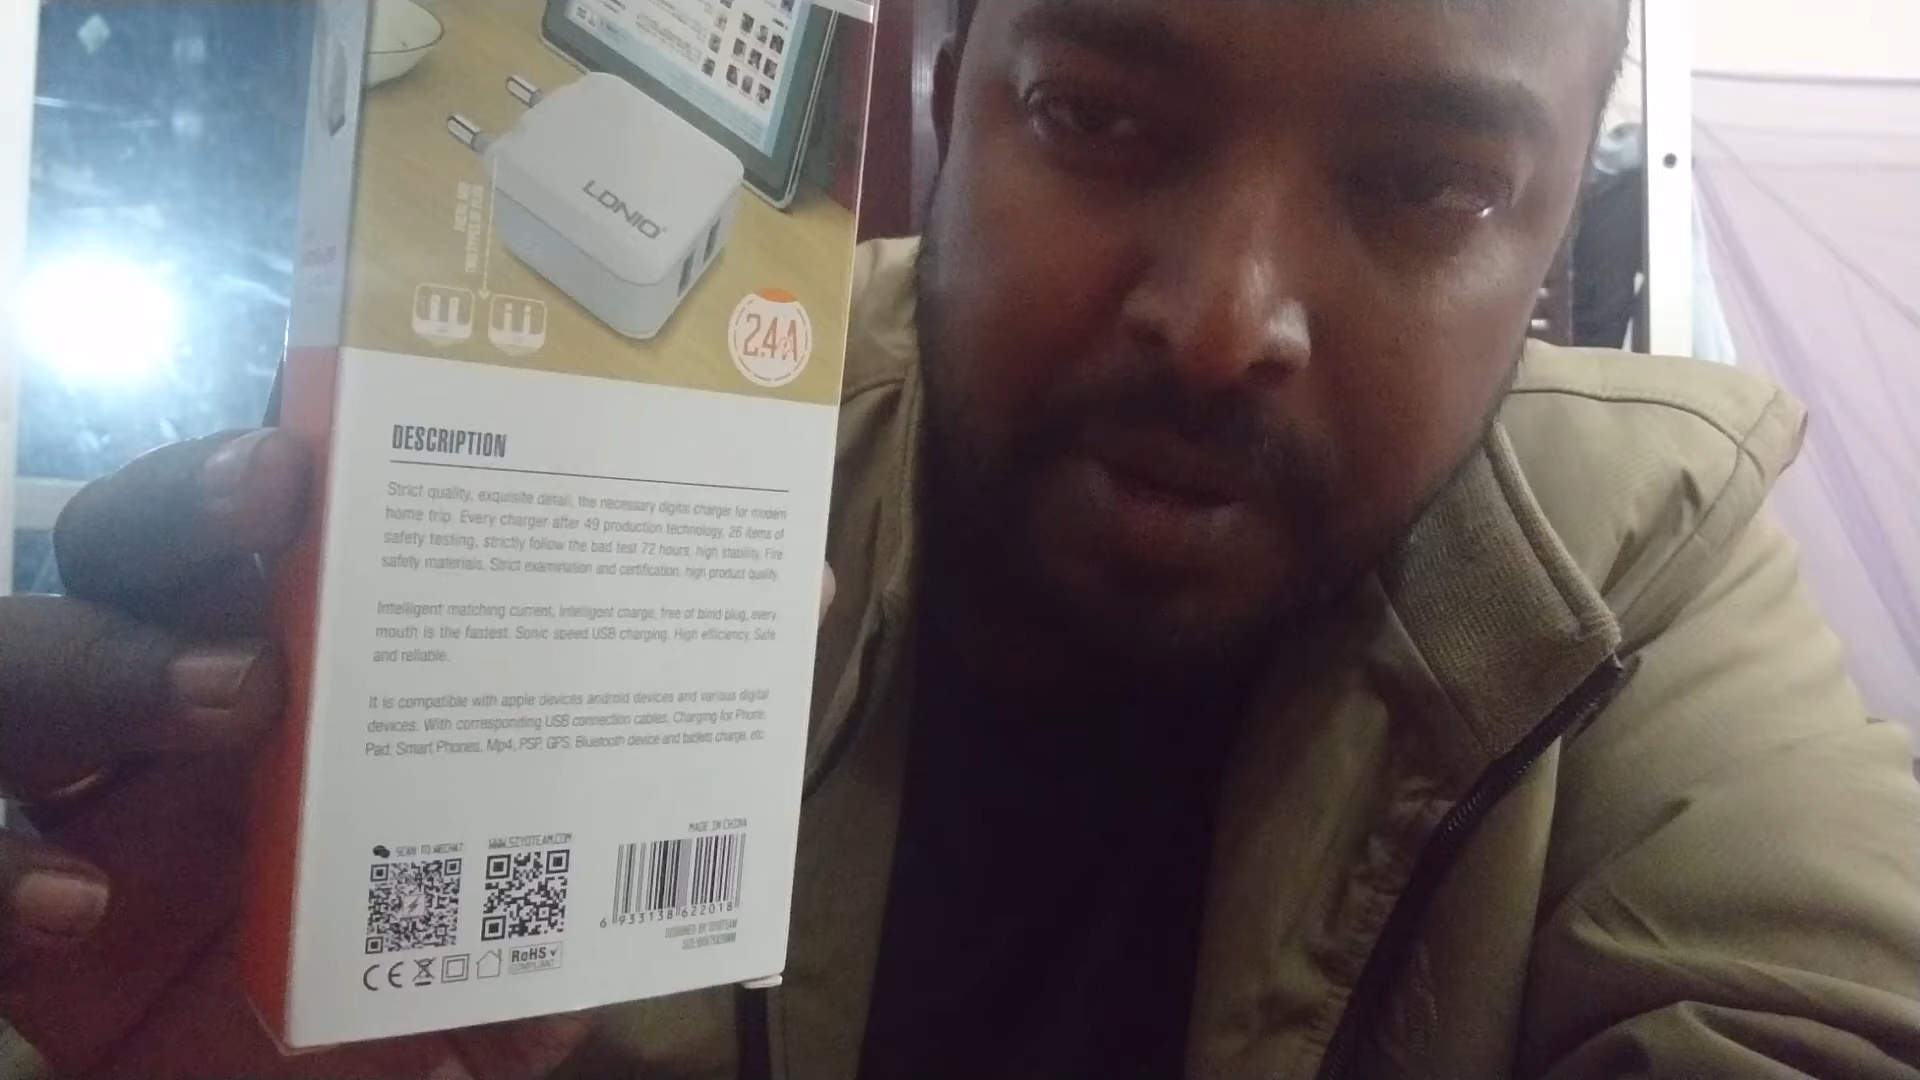 LDNIO
2.4A
DESCRIPTION
Strict quality, exquisite detail, the necessary digital charger for modern
home trip. Every charger after 49 production technology, 26 items of
safety testing, strictly follow the bad test 72 hours, high stability. Fire
safety materials. Strict examination and certification, high product quality.
Intelligent matching current, Intelligent charge, free of blind plug, every
mouth is the fastest. Sonic speed USB charging. High efficiency, Safe
and reliable.
It is compatible with apple devices android devices and various digital
devices. With corresponding USB connection cables. Charging for Phone,
Pad, Smart Phones, Mp4, PSP, GPS, Bluetooth device and tablets charge, etc.
MADE IN CHINA
SCAN TO WECHAT
WWW.SZYOTEAM.COM
6 933138 622018
CE
RoHS
COMPLIANT